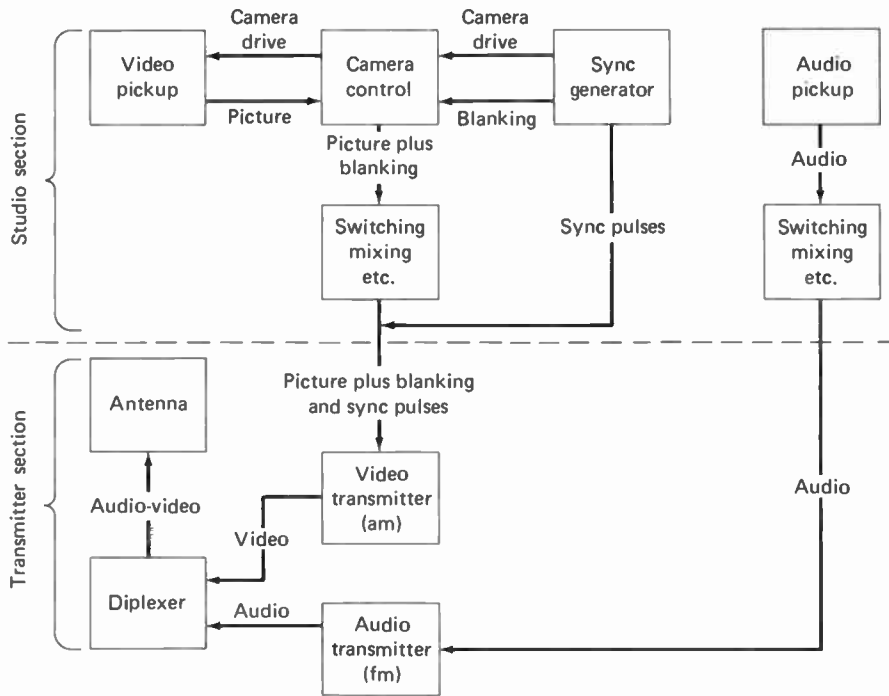 Studio section
Camera
drive
Camera
drive
Video
pickup
Camera
control
Sync
generator
Audio
pickup
Picture
Blanking
Picture plus
blanking
Audio
Switching
mixing
etc.
Sync pulses
Switching
mixing
etc.
Transmitter section
Antenna
Picture plus blanking
and sync pulses
Audio-video
Video
transmitter
(am)
Audio
Video
Diplexer
Audio
Audio
transmitter
(fm)